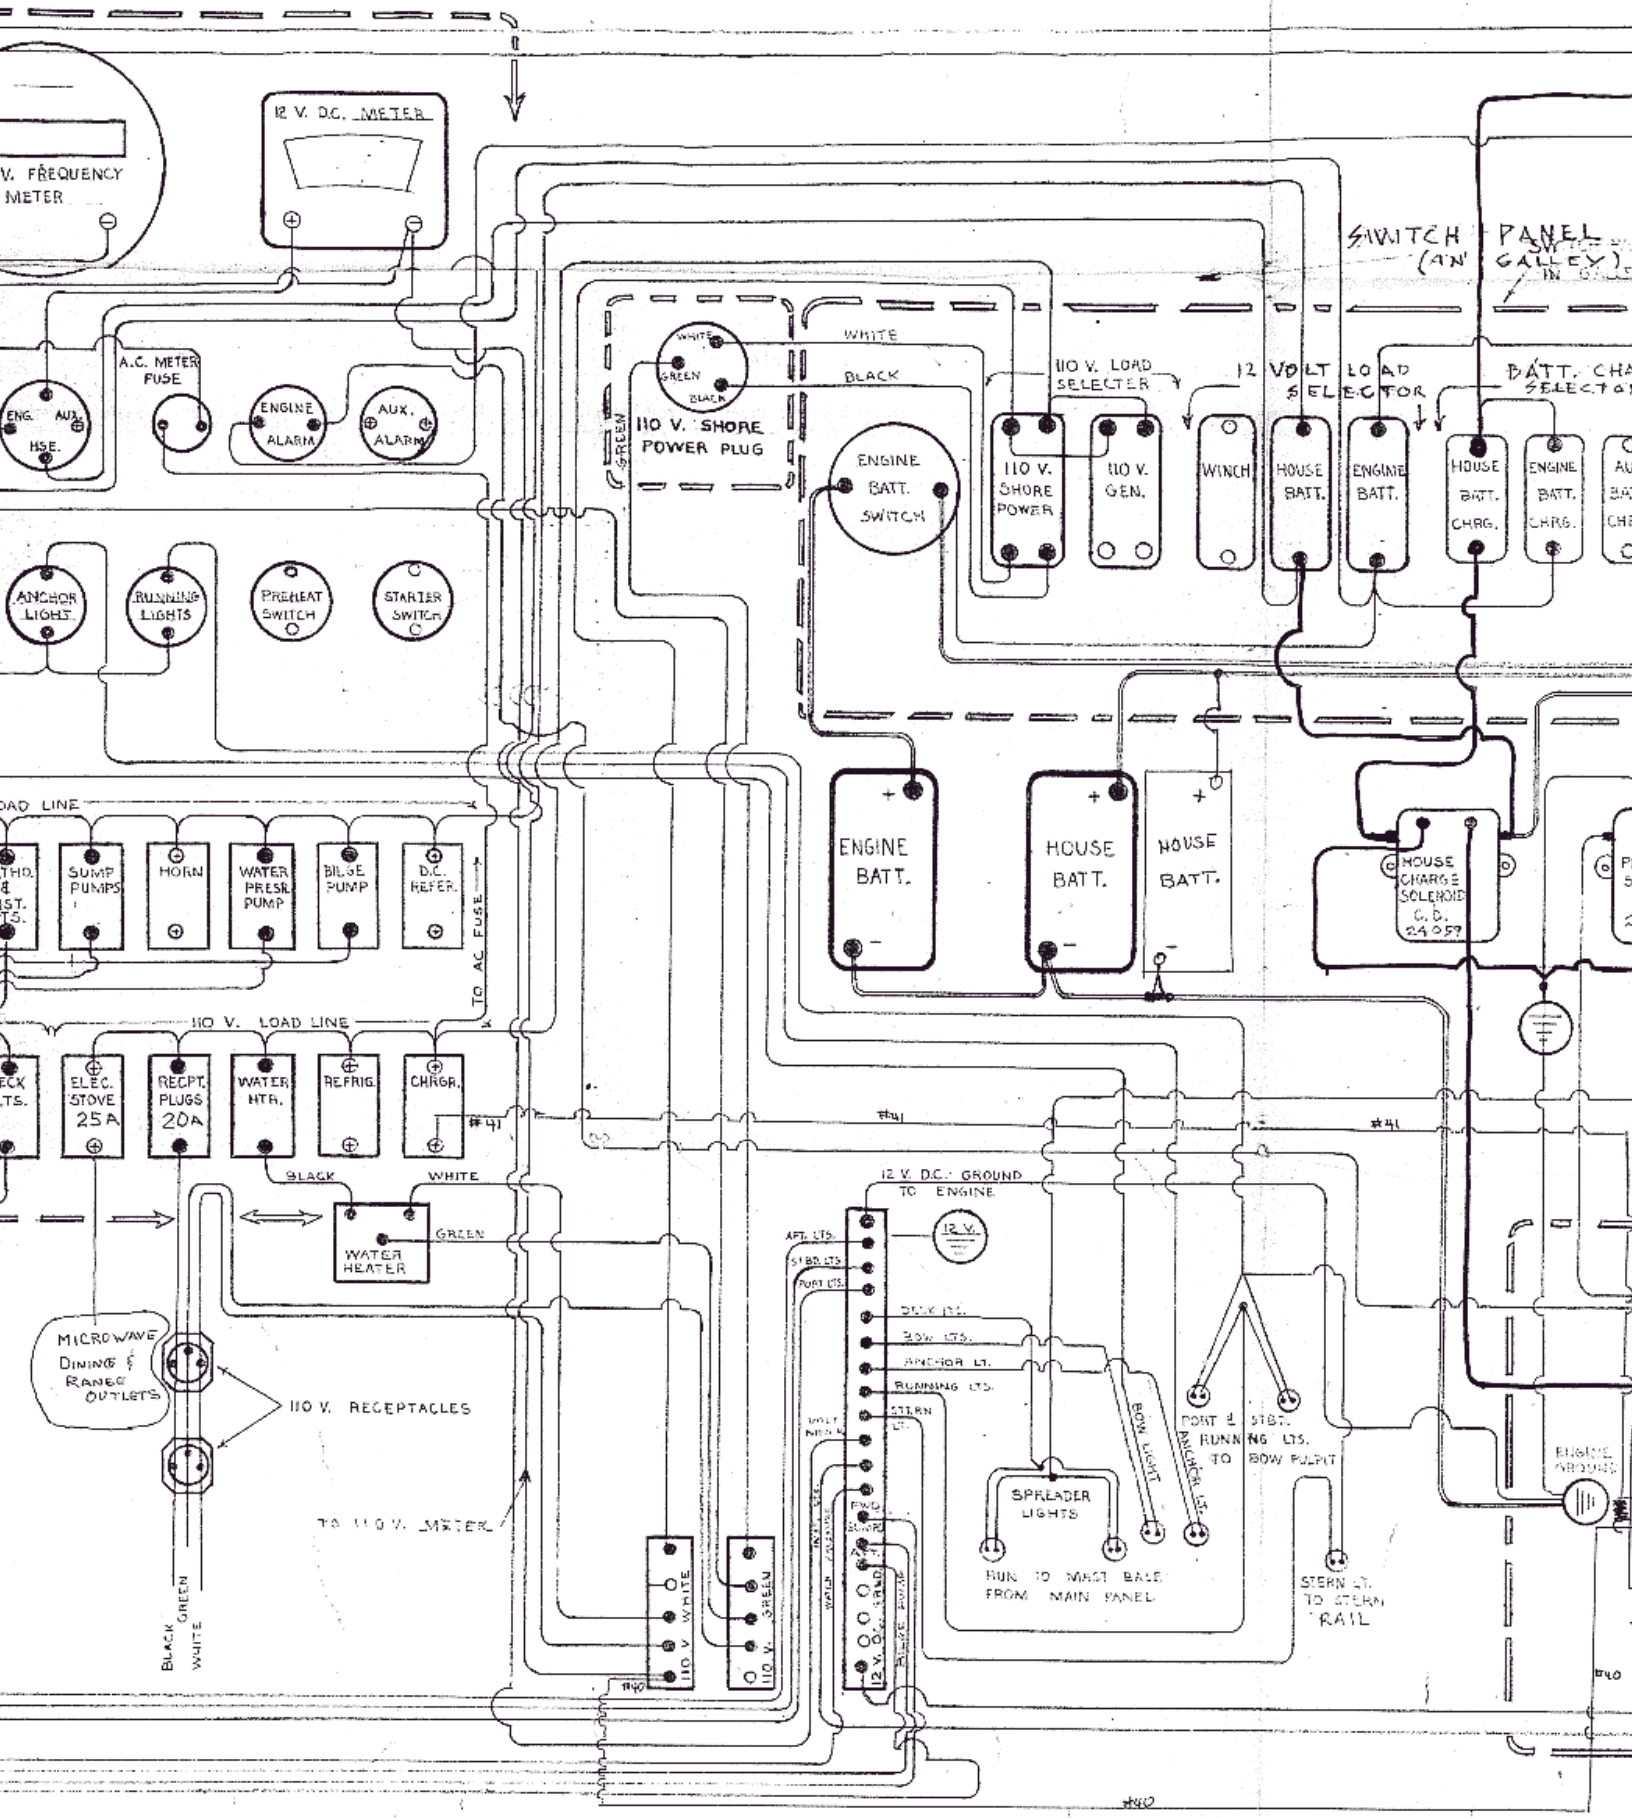 12 V. D.C. METER
V. FREQUENCY
METER
SWITCH PANEL
GALLEY)
A.C. METER
FUSE
ENG. AUX.
HSE.
ENGINE
ALARM
AUX.
ALARM
WHITE
GREEN
BLACK
GREEN
110 V. SHORE
POWER PLUG
WHITE
BLACK
110 V. LOAD
SELECTER
12 VOLT LOAD
SELECTOR
BATT. CHA
SELECTO
ENGINE
BATT.
SWITCH
110 V.
SHORE
POWER
110 V.
GEN.
WINCH
HOUSE
BATT.
ENGINE
BATT.
HOUSE
BATT.
CHRG.
ENGINE
BATT.
CHRG.
ANCHOR
LIGHT
RUNNING
LIGHTS
PREHEAT
SWITCH
STARTER
SWITCH
OAD LINE
SUMP
PUMPS
HORN
WATER
PRESR.
PUMP
BILGE
PUMP
D.C.
REFER.
TO AC FUSE
+
ENGINE
BATT.
-
+
HOUSE
BATT.
-
+
HOUSE
BATT.
-
HOUSE
CHARGE
SOLENOID
C.D.
24059
110 V. LOAD LINE
ECK
TS.
ELEC.
STOVE
25A
RECPT.
PLUGS
20A
WATER
HTR.
REFRIG.
CHRGR.
#41
#41
#41
BLACK
WHITE
GREEN
WATER
HEATER
12 V. D.C. GROUND
TO ENGINE
12 V.
AFT. LTS.
STBD. LTS.
PORT LTS.
DECK LTS.
BOW LTS.
ANCHOR LT.
RUNNING LTS.
STERN
LT.
MICROWAVE
DINING &
RANGE
OUTLETS
110 V. RECEPTACLES
TO 110 V. METER
BLACK
GREEN
WHITE
110 V WHITE
110 V. GREEN
#40
12 V. D.C. GRND.
BILGE PUMP
SPREADER
LIGHTS
RUN TO MAST BASE
FROM MAIN PANEL
BOW LIGHT
ANCHOR LT.
PORT & STBT.
RUNNING LTS.
TO BOW PULPIT
STERN LT.
TO STERN
RAIL
ENGINE
GROUND
#40
#40